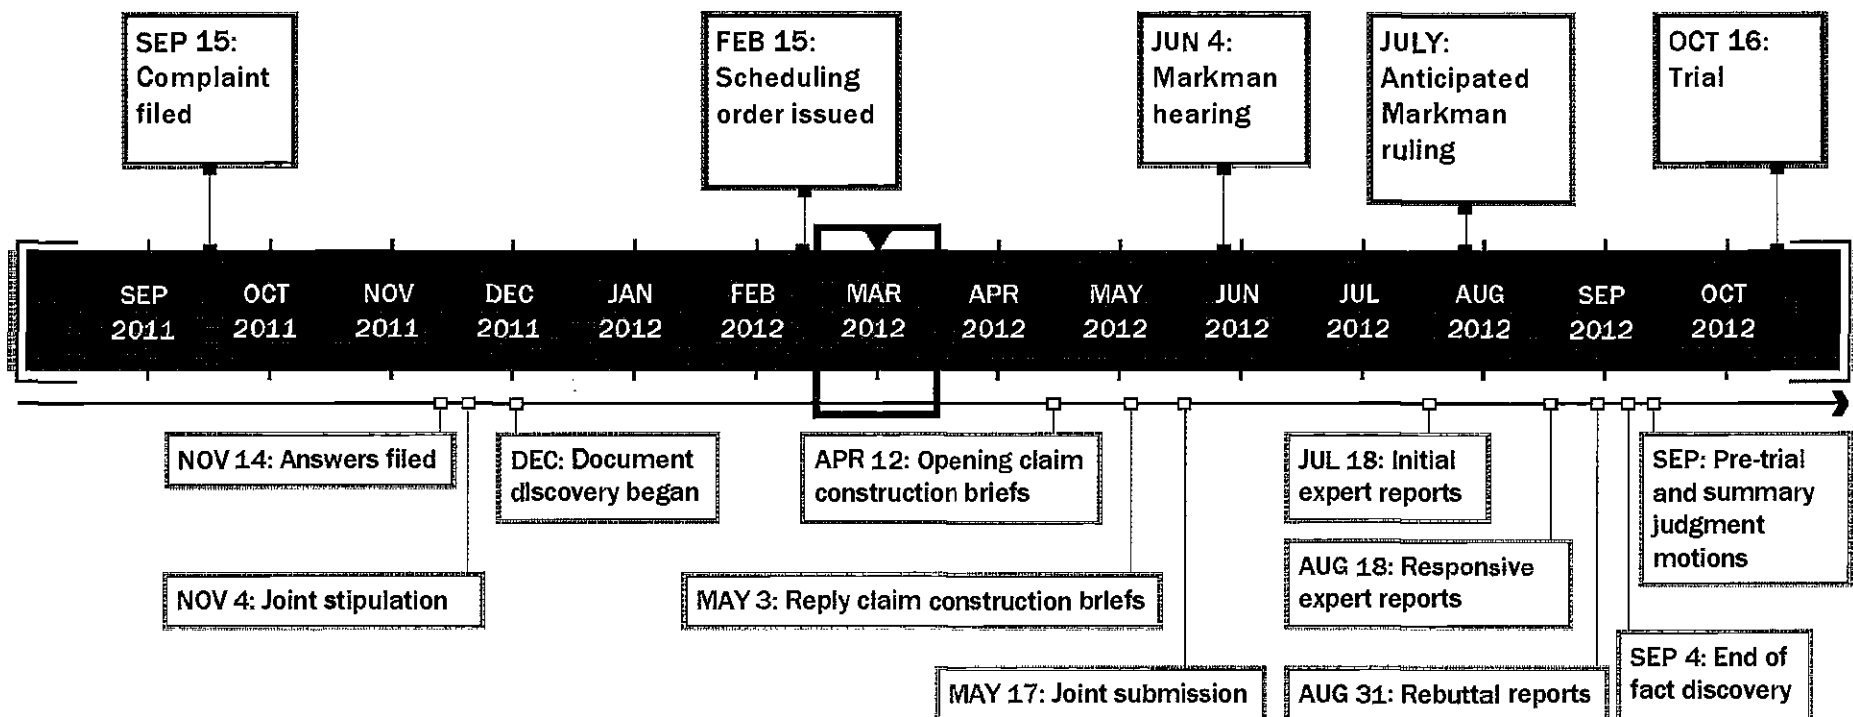 SEP 15:
Complaint
filed
FEB 15:
Scheduling
order issued
JUN 4:
Markman
hearing
JULY:
Anticipated
Markman
ruling
OCT 16:
Trial
SEP
2011
OCT
2011
NOV
2011
DEC
2011
JAN
2012
FEB
2012
MAR
2012
APR
2012
MAY
2012
JUN
2012
JUL
2012
AUG
2012
SEP
2012
OCT
2012
NOV 14: Answers filed
DEC: Document
discovery began
APR 12: Opening claim
construction briefs
JUL 18: Initial
expert reports
SEP: Pre-trial
and summary
judgment
motions
NOV 4: Joint stipulation
MAY 3: Reply claim construction briefs
AUG 18: Responsive
expert reports
MAY 17: Joint submission
AUG 31: Rebuttal reports
SEP 4: End of
fact discovery